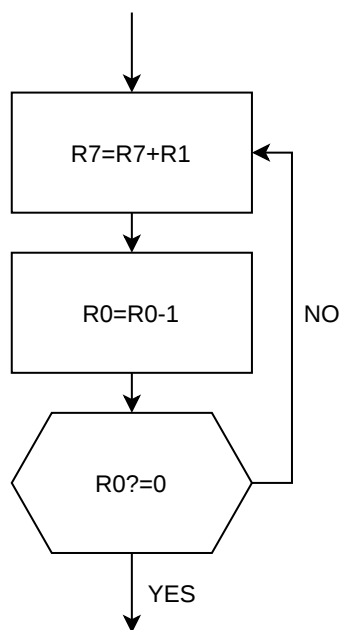 R7=R7+R1
R0=R0-1
NO
R0?=0
YES